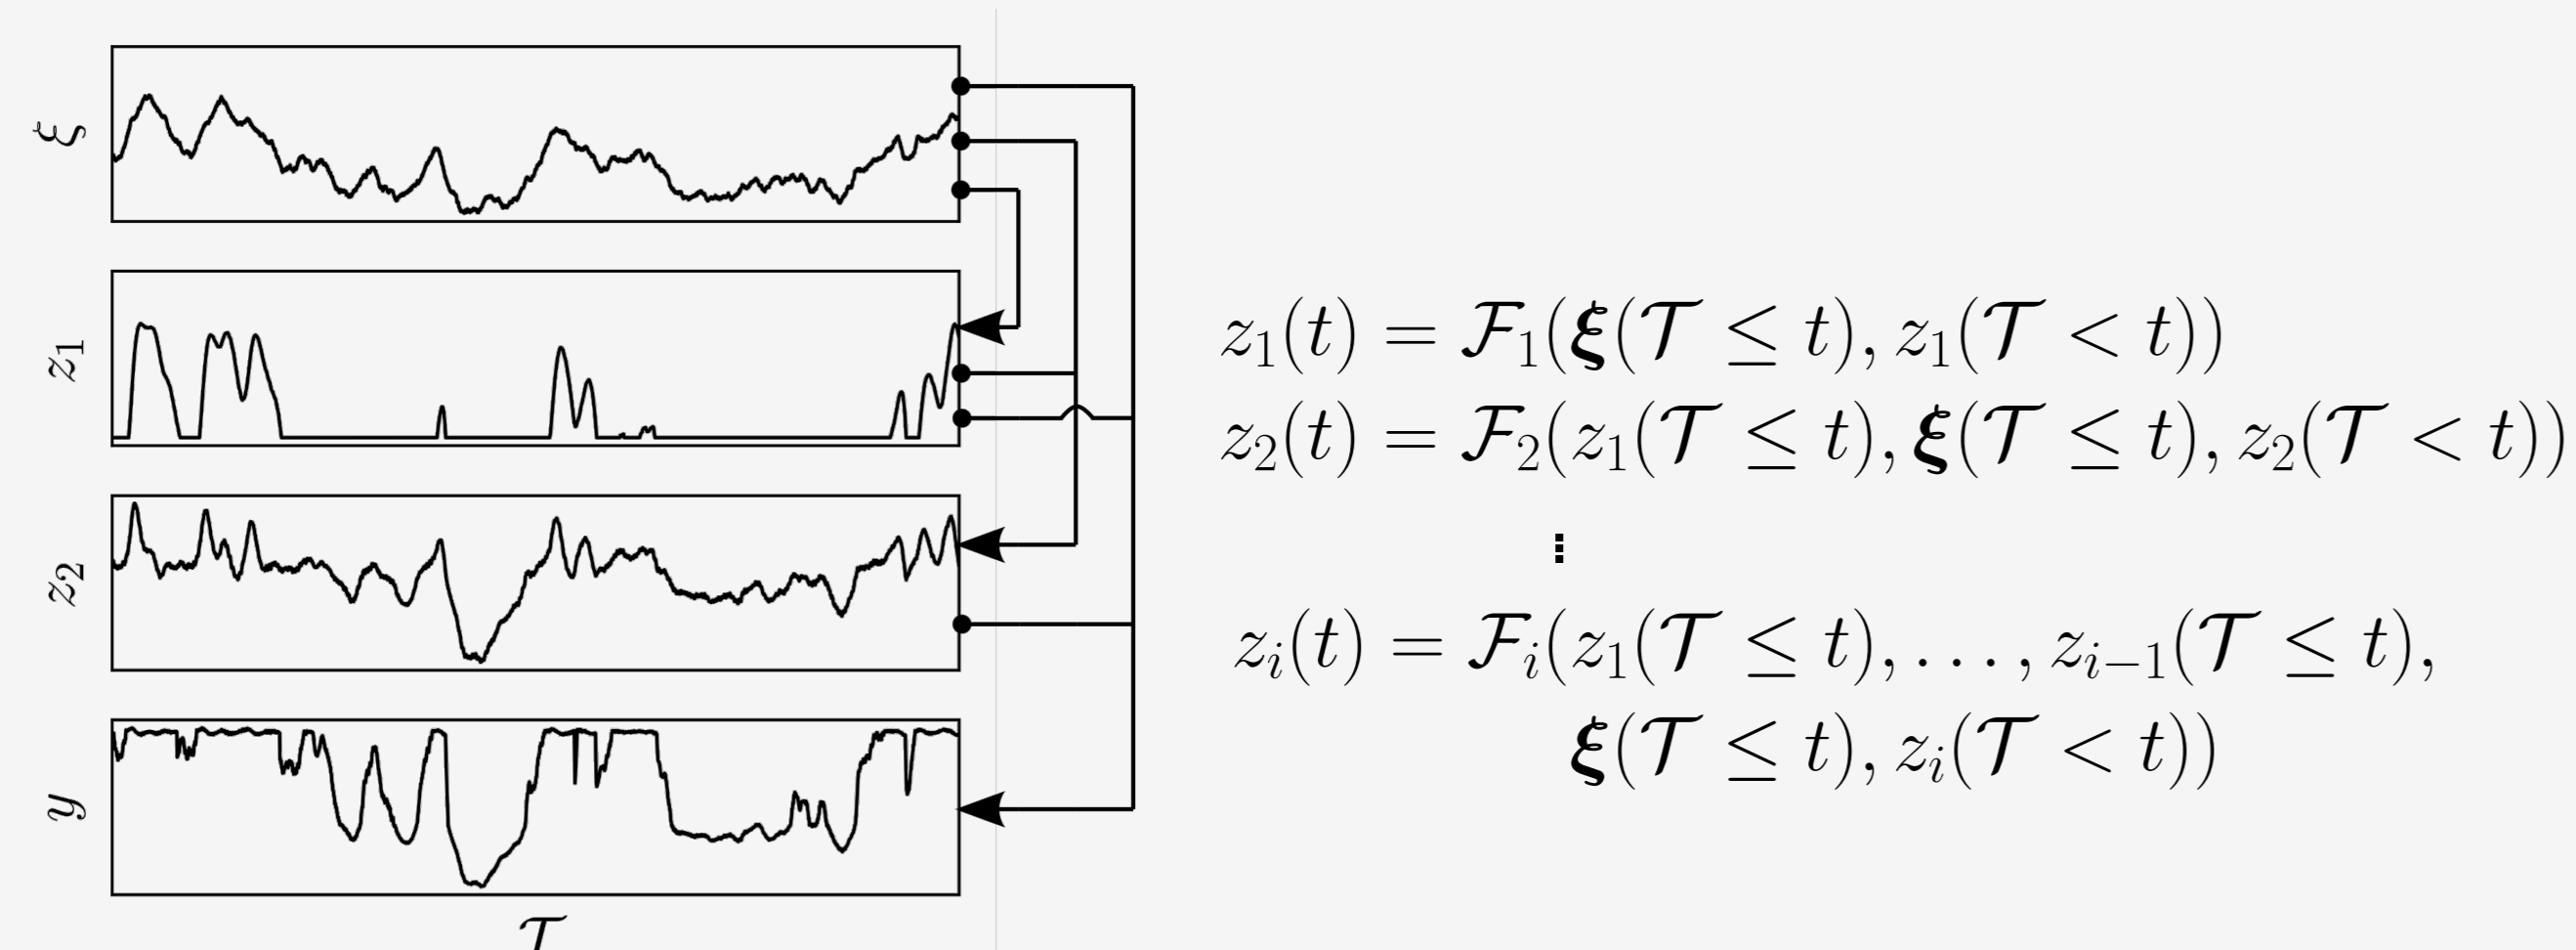 ξ
z₁
z₂
y
𝒯
z₁(t) = ℱ₁(ξ(𝒯 ≤ t), z₁(𝒯 < t))
z₂(t) = ℱ₂(z₁(𝒯 ≤ t), ξ(𝒯 ≤ t), z₂(𝒯 < t))
⋮
zᵢ(t) = ℱᵢ(z₁(𝒯 ≤ t), . . . , zᵢ₋₁(𝒯 ≤ t),
ξ(𝒯 ≤ t), zᵢ(𝒯 < t))